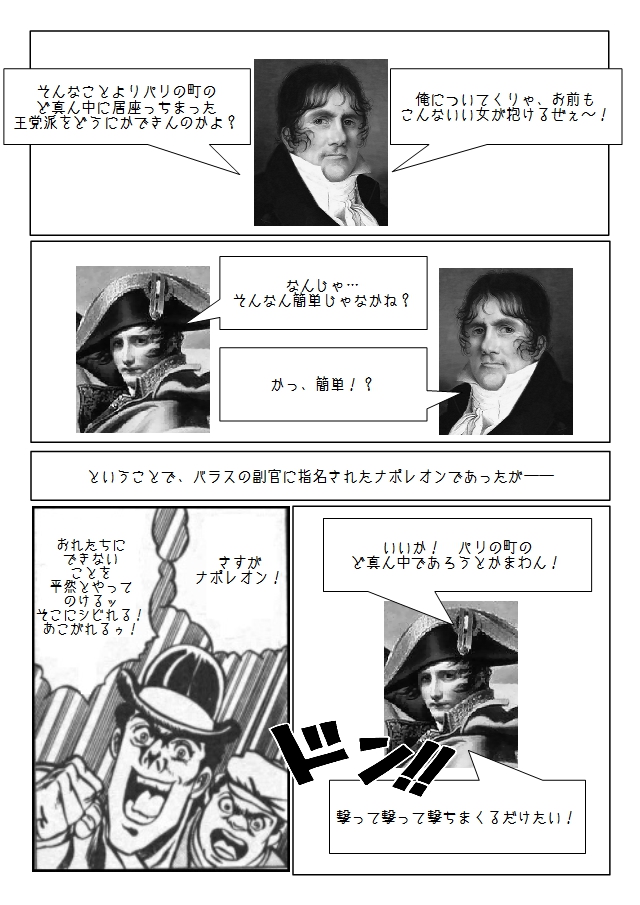 俺についてくりゃ、お前も
こんないい女が抱けるぜぇ～！
そんなことよりパリの町の
ど真ん中に居座っちまった
王党派をどうにかできんのかよ？
なんじゃ…
そんなん簡単じゃなかね？
かっ、簡単！？
ということで、バラスの副官に指名されたナポレオンであったが――
いいか！　パリの町の
ど真ん中であろうとかまわん！
ドン!!
撃って撃って撃ちまくるだけたい！
さすが
ナポレオン！
おれたちに
できない
ことを
平然とやって
のけるッ
そこにシビれる！
あこがれるゥ！